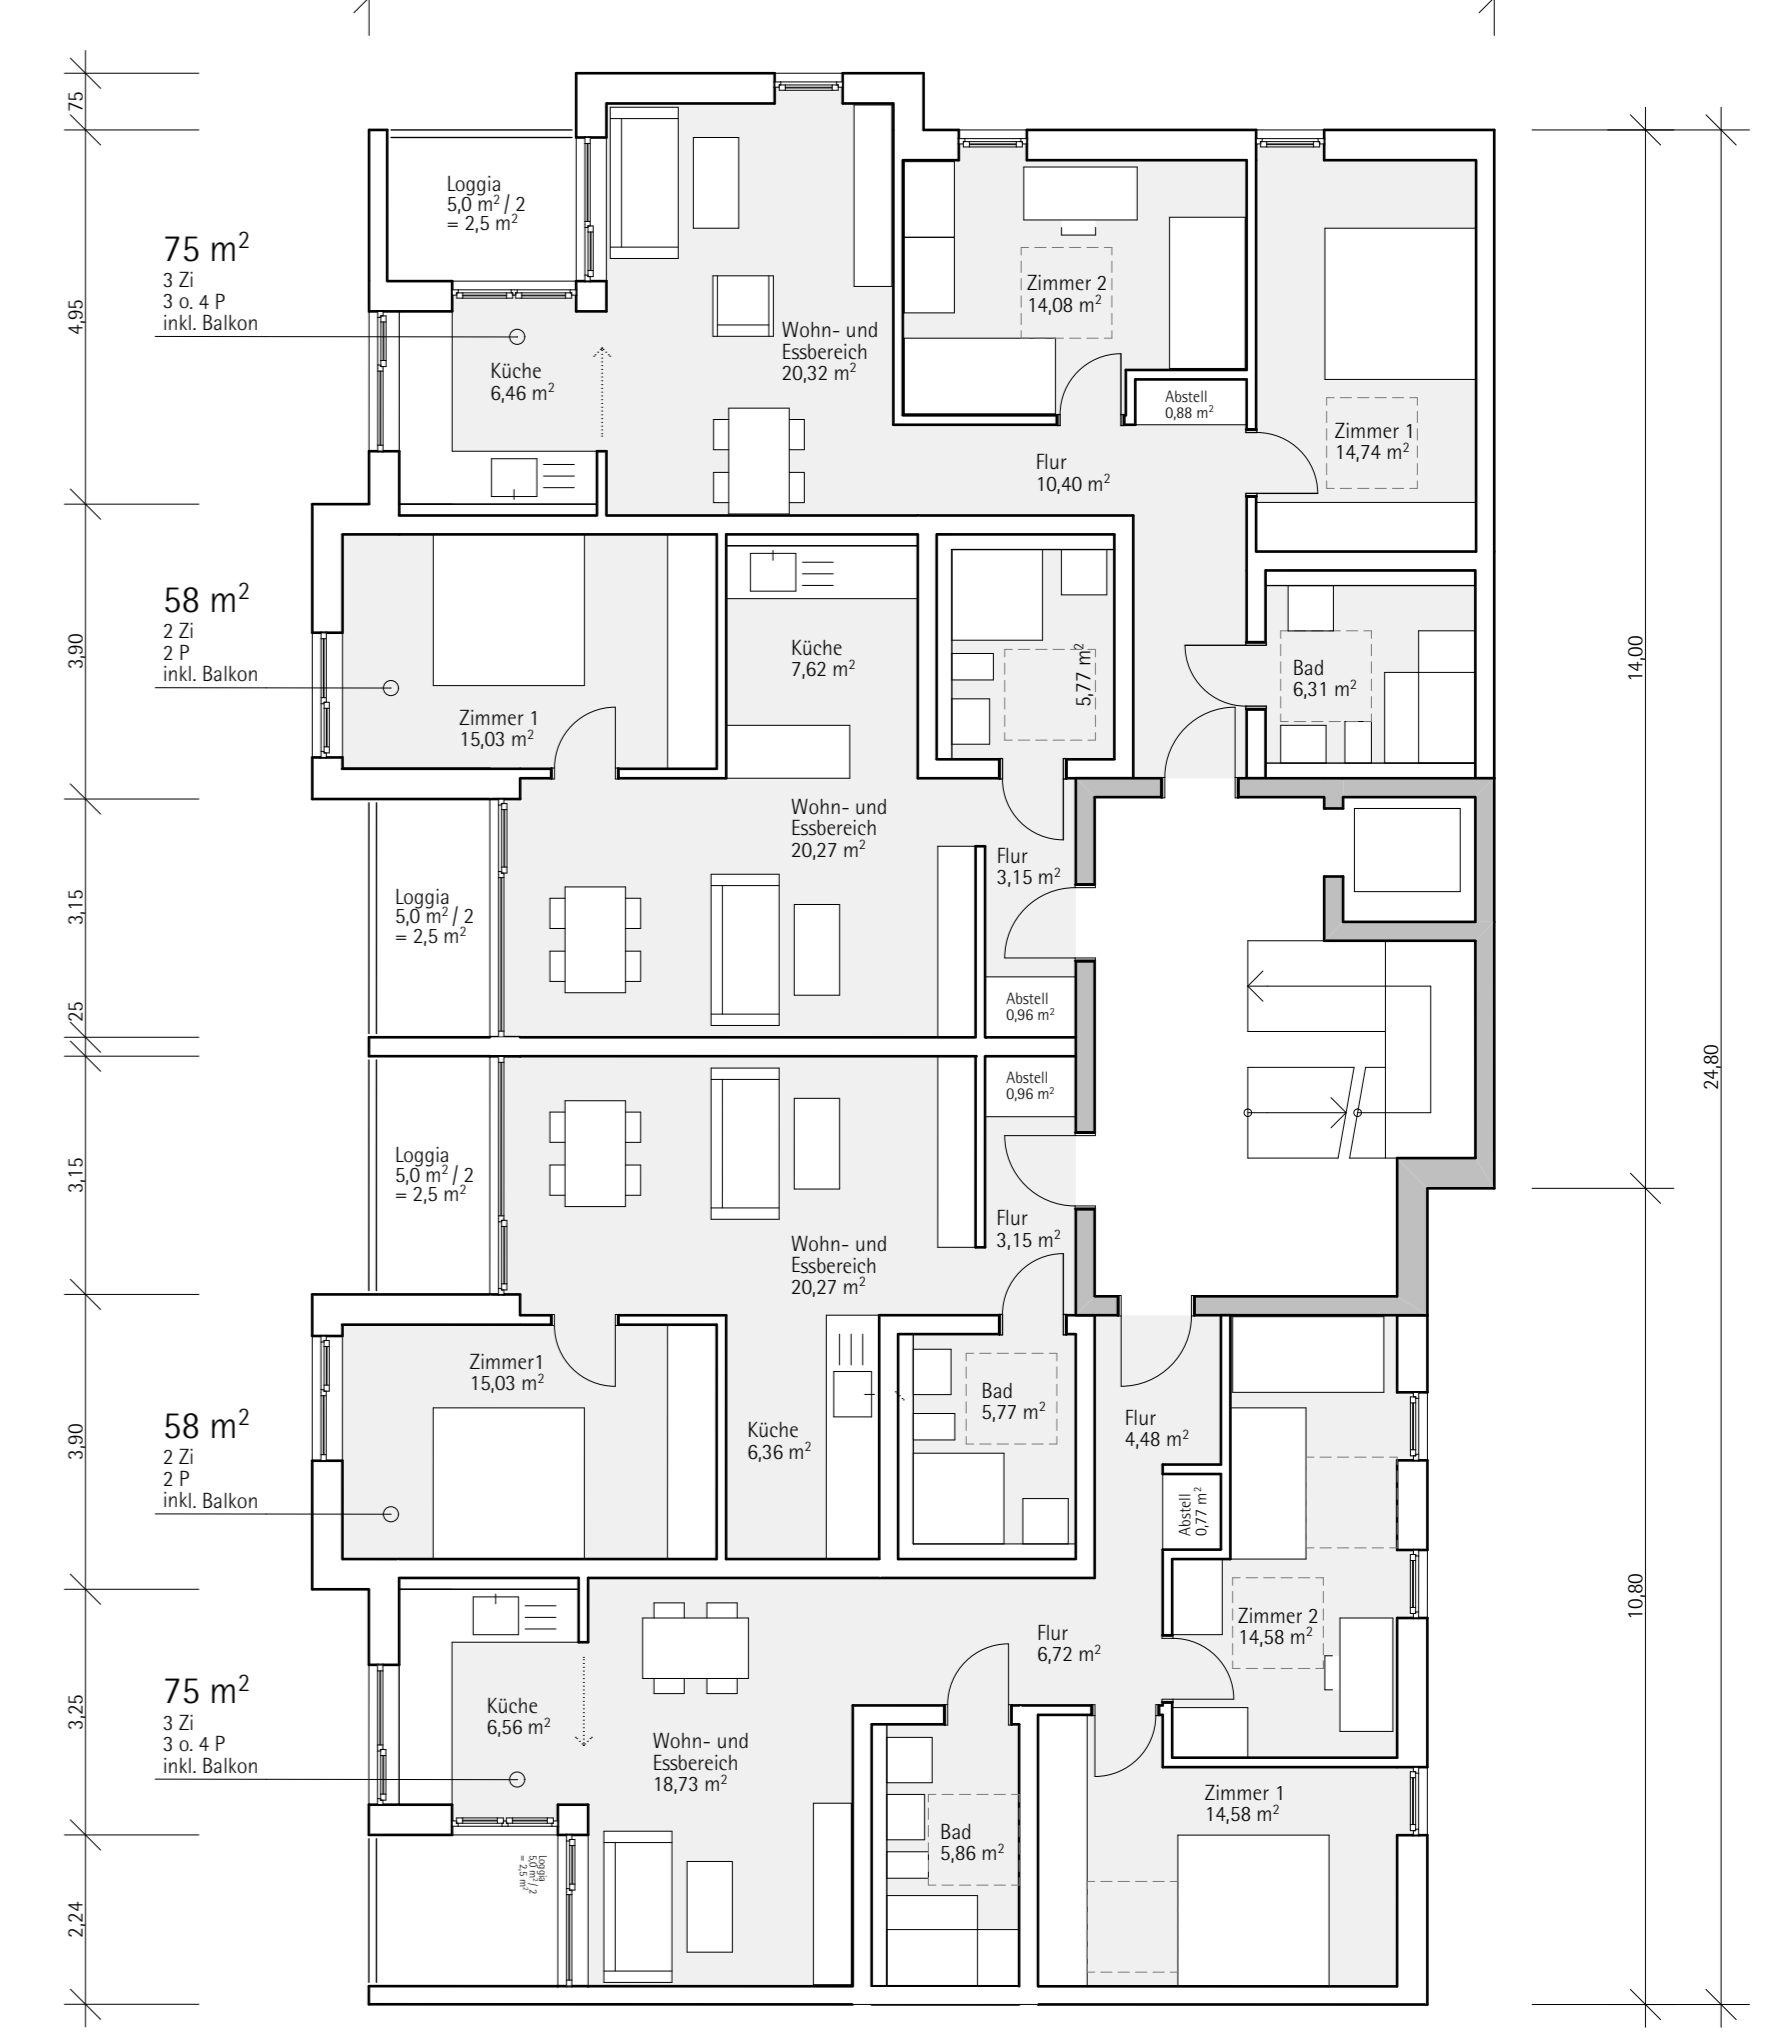 75
4,95
3,90
3,15
25
3,15
3,90
3,25
2,24
75 m²
3 Zi
3 o. 4 P
inkl. Balkon
Loggia
5,0 m² / 2
= 2,5 m²
Küche
6,46 m²
Wohn- und
Essbereich
20,32 m²
Zimmer 2
14,08 m²
Abstell
0,88 m²
Zimmer 1
14,74 m²
Flur
10,40 m²
58 m²
2 Zi
2 P
inkl. Balkon
Zimmer 1
15,03 m²
Küche
7,62 m²
5,77 m²
Bad
6,31 m²
Wohn- und
Essbereich
20,27 m²
Flur
3,15 m²
Loggia
5,0 m² / 2
= 2,5 m²
Abstell
0,96 m²
Abstell
0,96 m²
Loggia
5,0 m² / 2
= 2,5 m²
Wohn- und
Essbereich
20,27 m²
Flur
3,15 m²
58 m²
2 Zi
2 P
inkl. Balkon
Zimmer1
15,03 m²
Küche
6,36 m²
Bad
5,77 m²
Flur
4,48 m²
Abstell
0,77 m²
75 m²
3 Zi
3 o. 4 P
inkl. Balkon
Küche
6,56 m²
Wohn- und
Essbereich
18,73 m²
Flur
6,72 m²
Zimmer 2
14,58 m²
Zimmer 1
14,58 m²
Bad
5,86 m²
Loggia
5,0 m² / 2
= 2,5 m²
14,00
24,80
10,80